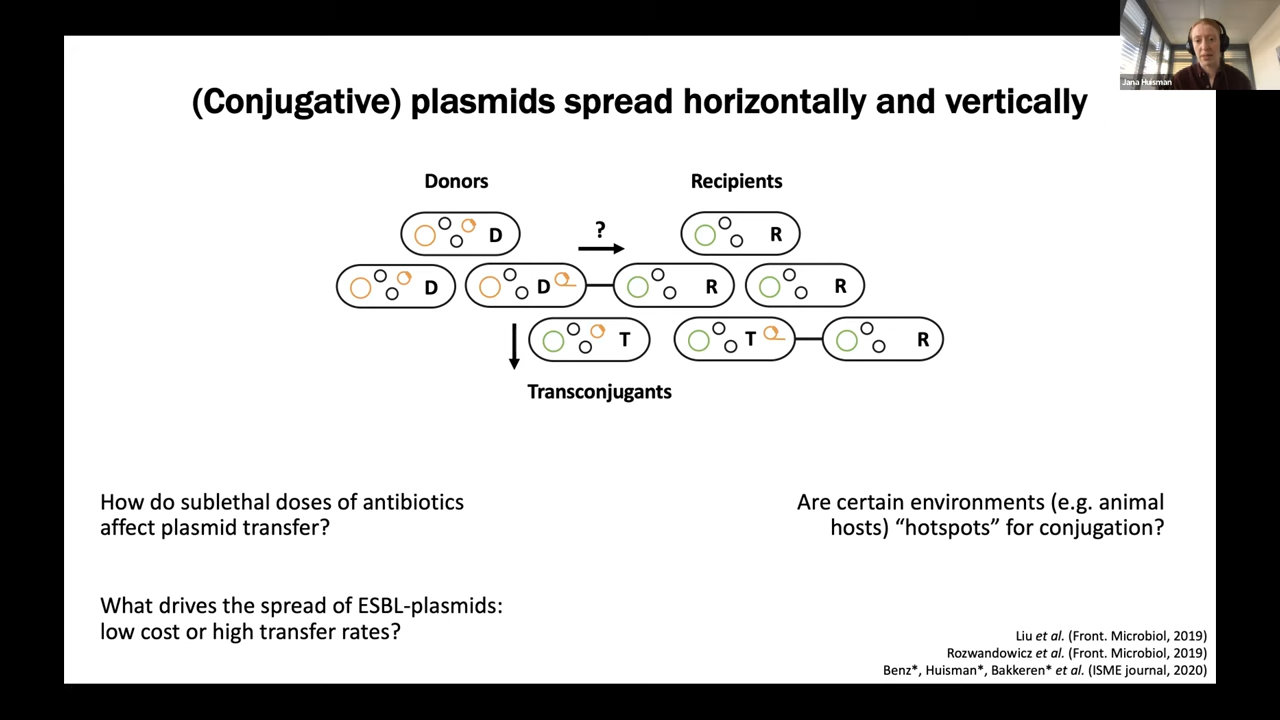 Jana Huisman
(Conjugative) plasmids spread horizontally and vertically
Donors
Recipients
D
?
R
D
D
R
R
T
T
R
Transconjugants
How do sublethal doses of antibiotics
affect plasmid transfer?
Are certain environments (e.g. animal
hosts) “hotspots” for conjugation?
What drives the spread of ESBL-plasmids:
low cost or high transfer rates?
Liu et al. (Front. Microbiol, 2019)
Rozwandowicz et al. (Front. Microbiol, 2019)
Benz*, Huisman*, Bakkeren* et al. (ISME journal, 2020)